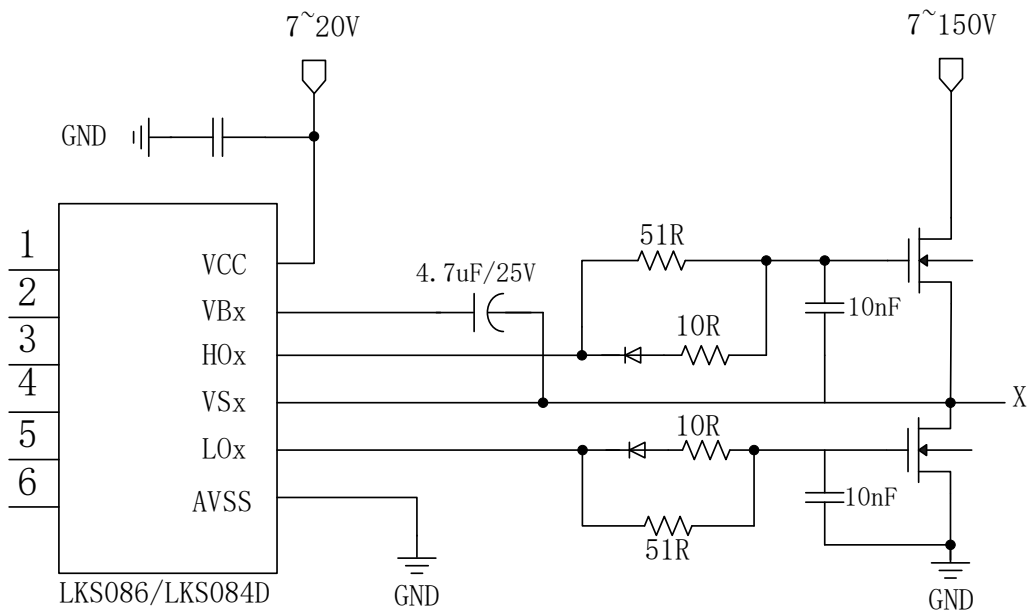 7~20V
7~150V
GND
1
2
3
4
5
6
VCC
VBx
HOx
VSx
LOx
AVSS
4.7uF/25V
51R
10R
10nF
X
10R
51R
10nF
LKS086/LKS084D
GND
GND